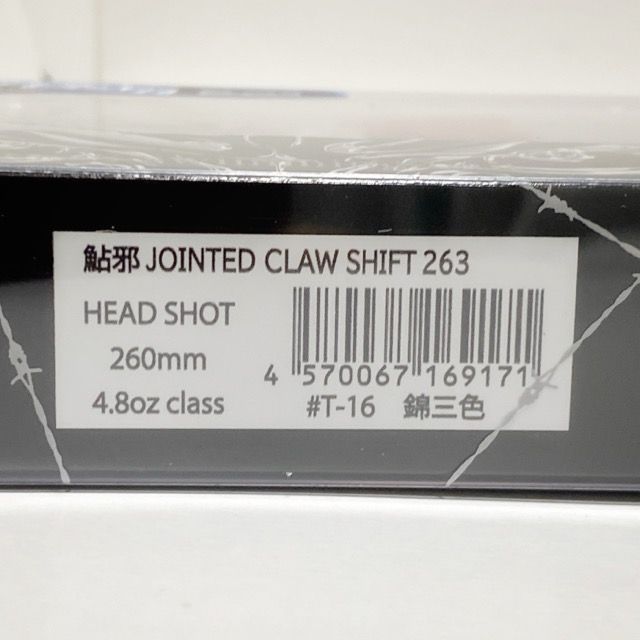 鮎邪 JOINTED CLAW SHIFT 263
HEAD SHOT
260mm
4.8oz class
4 570067 169171
#T-16 錦三色